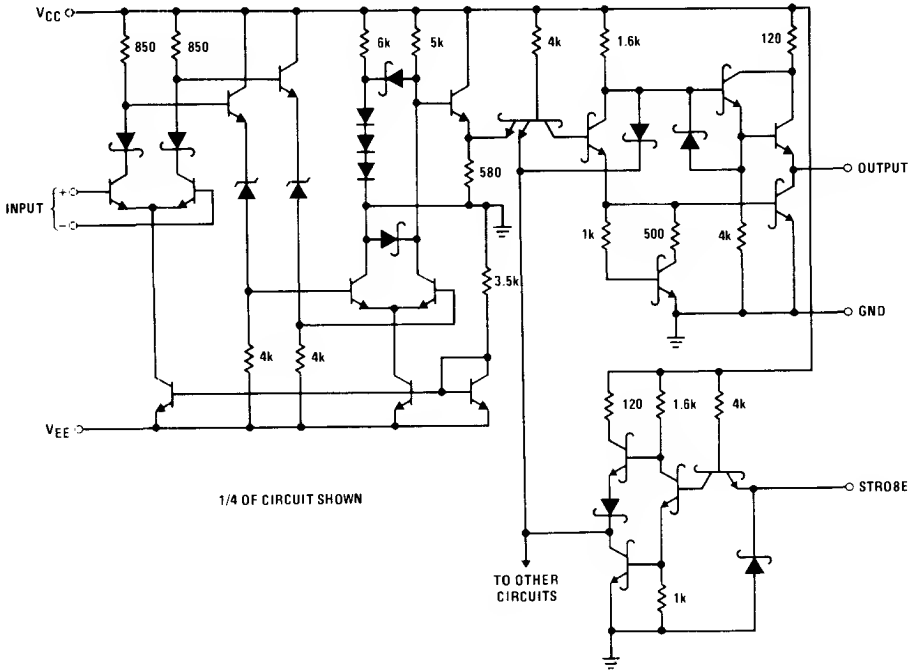 VCC
850
850
6k
5k
4k
1.6k
120
INPUT
+
−
580
OUTPUT
1k
500
4k
3.5k
GND
4k
4k
VEE
120
1.6k
4k
1/4 OF CIRCUIT SHOWN
STRO8E
TO OTHER
CIRCUITS
1k